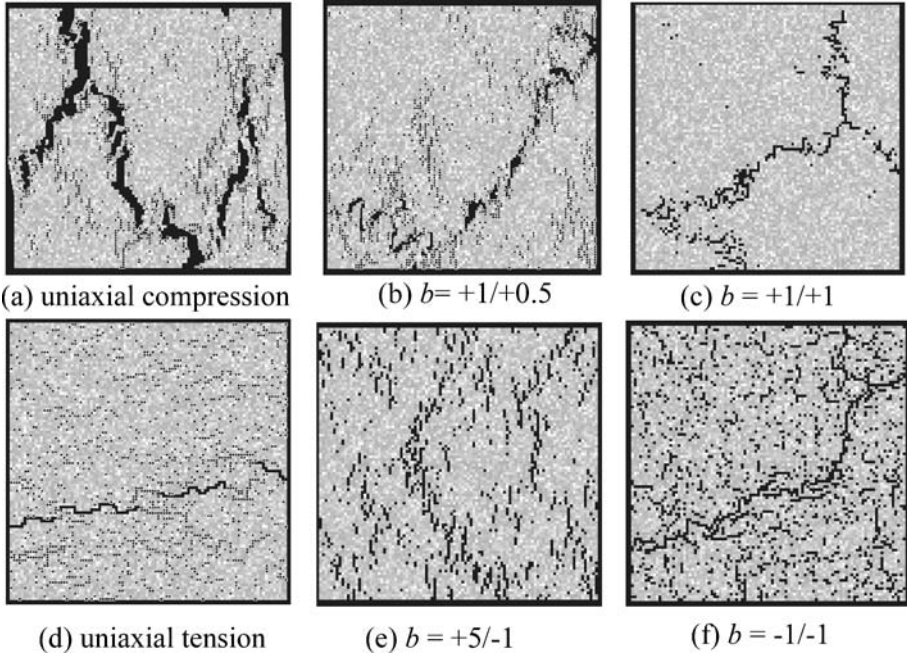 (a) uniaxial compression
(b) b= +1/+0.5
(c) b = +1/+1
(d) uniaxial tension
(e) b = +5/-1
(f) b = -1/-1